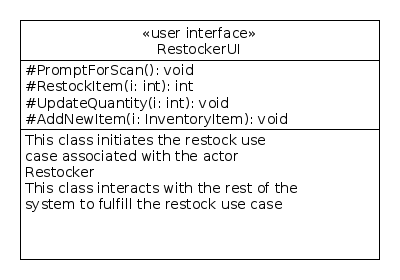 «user interface»
RestockerUI
#PromptForScan(): void
#RestockItem(i: int): int
#UpdateQuantity(i: int): void
#AddNewItem(i: InventoryItem): void
This class initiates the restock use
case associated with the actor
Restocker
This class interacts with the rest of the
system to fulfill the restock use case